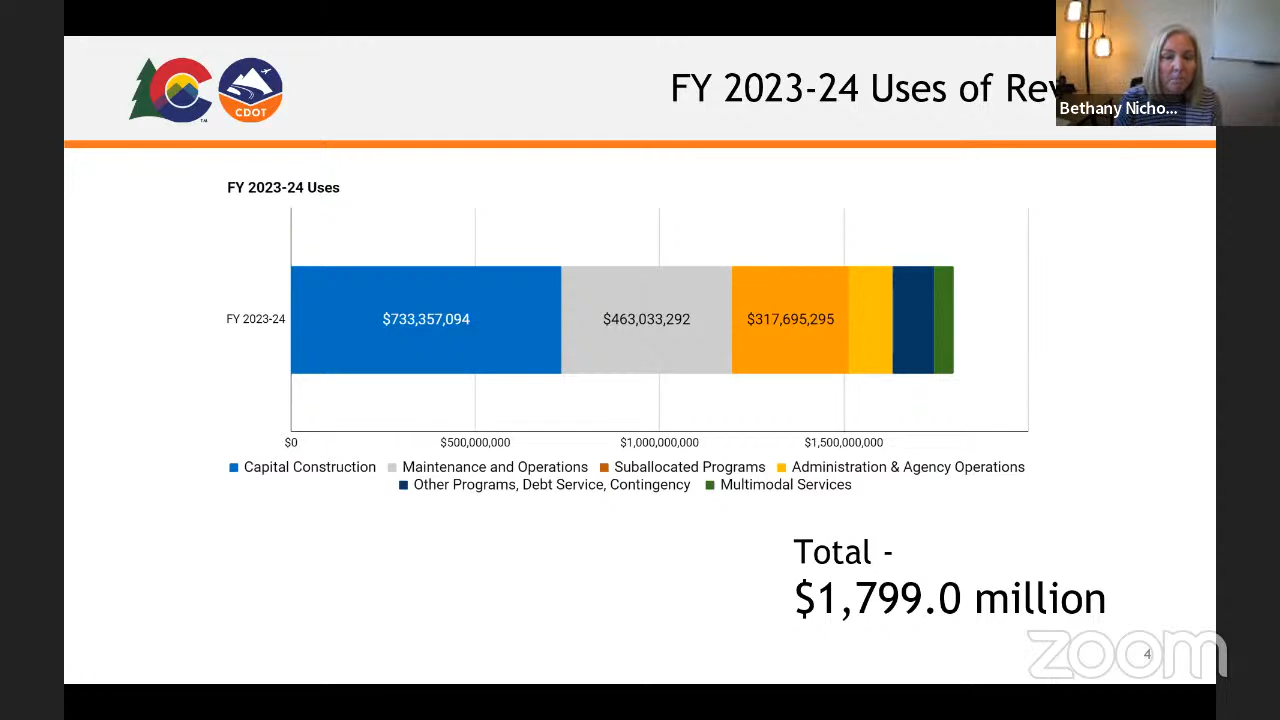 FY 2023-24 Uses of Rev
Bethany Nicho...
CDOT
TM
FY 2023-24 Uses
FY 2023-24
$733,357,094
$463,033,292
$317,695,295
$0
$500,000,000
$1,000,000,000
$1,500,000,000
Capital Construction
Maintenance and Operations
Suballocated Programs
Administration & Agency Operations
Other Programs, Debt Service, Contingency
Multimodal Services
Total -
$1,799.0 million
4
zoom